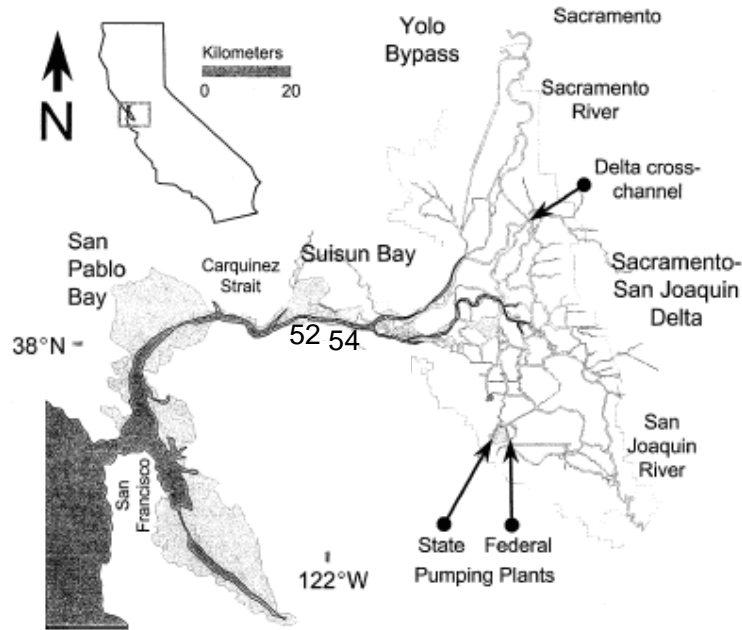 Sacramento
Yolo
Bypass
Kilometers
0 20
N
Sacramento
River
Delta cross-
channel
San
Pablo
Bay
Carquinez
Strait
Suisun Bay
Sacramento-
San Joaquin
Delta
52 54
38°N
San
Joaquin
River
San
Francisco
State Federal
Pumping Plants
122°W